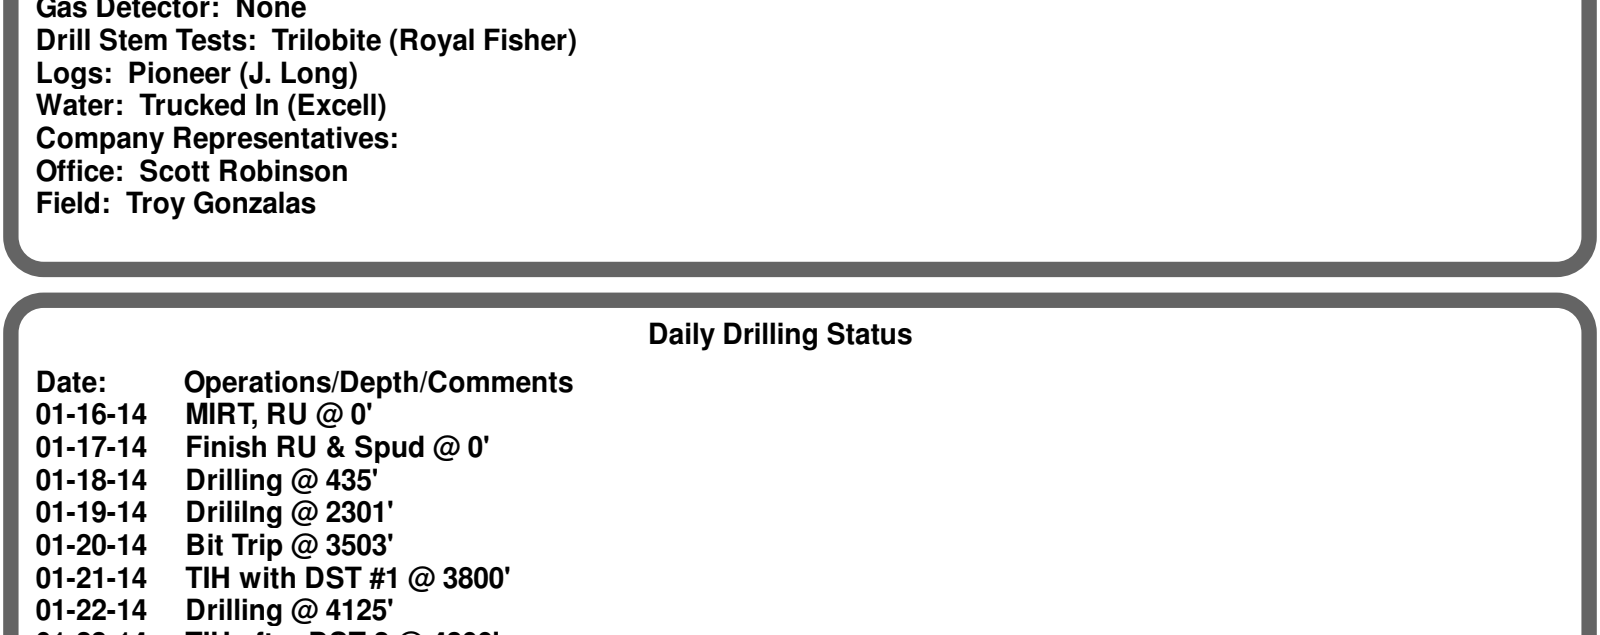 Gas Detector: None
Drill Stem Tests: Trilobite (Royal Fisher)
Logs: Pioneer (J. Long)
Water: Trucked In (Excell)
Company Representatives:
Office: Scott Robinson
Field: Troy Gonzalas
Daily Drilling Status
Date: Operations/Depth/Comments
01-16-14 MIRT, RU @ 0'
01-17-14 Finish RU & Spud @ 0'
01-18-14 Drilling @ 435'
01-19-14 Drililng @ 2301'
01-20-14 Bit Trip @ 3503'
01-21-14 TIH with DST #1 @ 3800'
01-22-14 Drilling @ 4125'